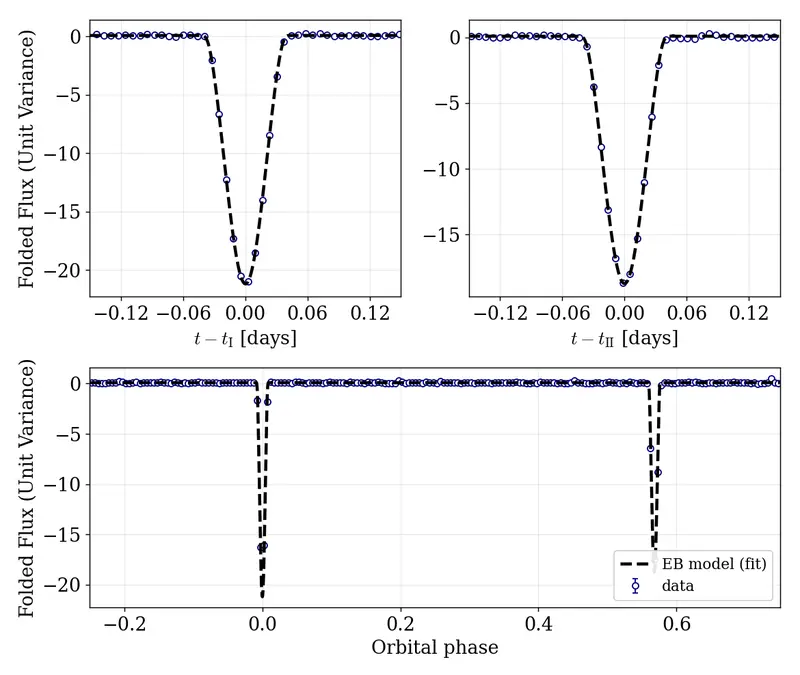 Folded Flux (Unit Variance)
0
−5
−10
−15
−20
−0.12 −0.06 0.00 0.06 0.12
t − tI [days]
0
−5
−10
−15
−0.12 −0.06 0.00 0.06 0.12
t − tII [days]
Folded Flux (Unit Variance)
0
−5
−10
−15
−20
−0.2 0.0 0.2 0.4 0.6
Orbital phase
EB model (fit)
data